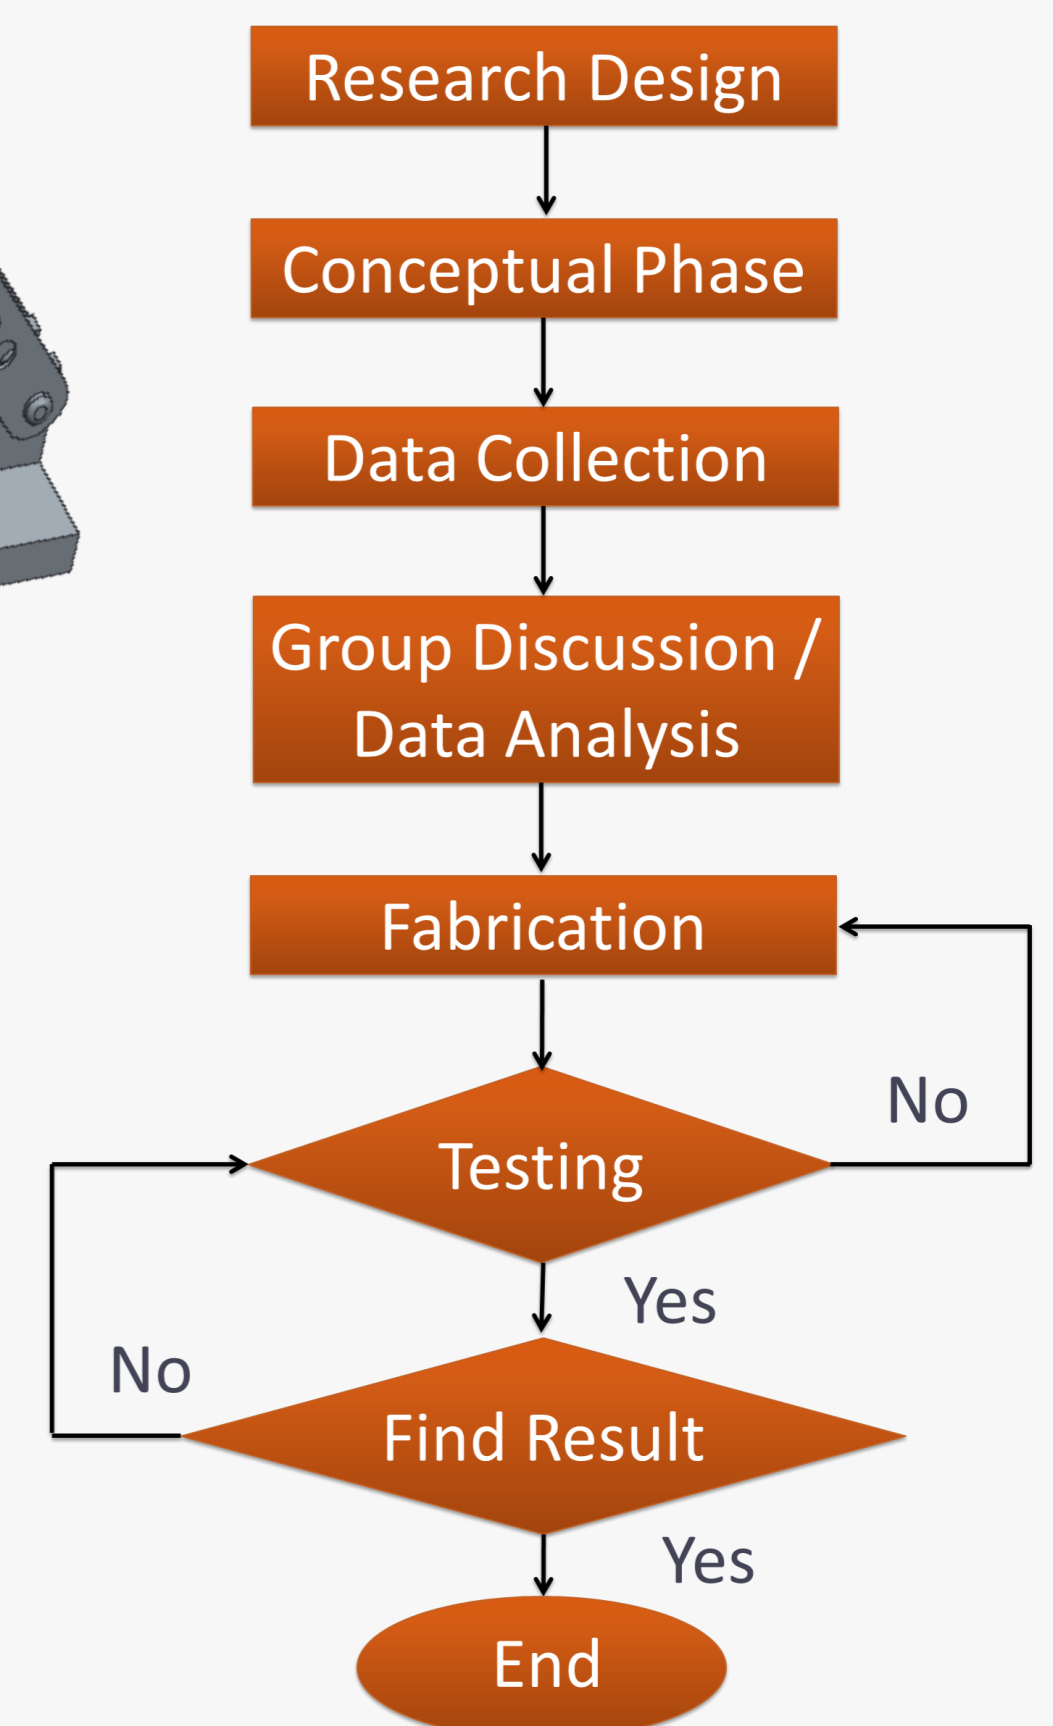 Research Design
Conceptual Phase
Data Collection
Group Discussion /
Data Analysis
Fabrication
No
Testing
Yes
No
Find Result
Yes
End